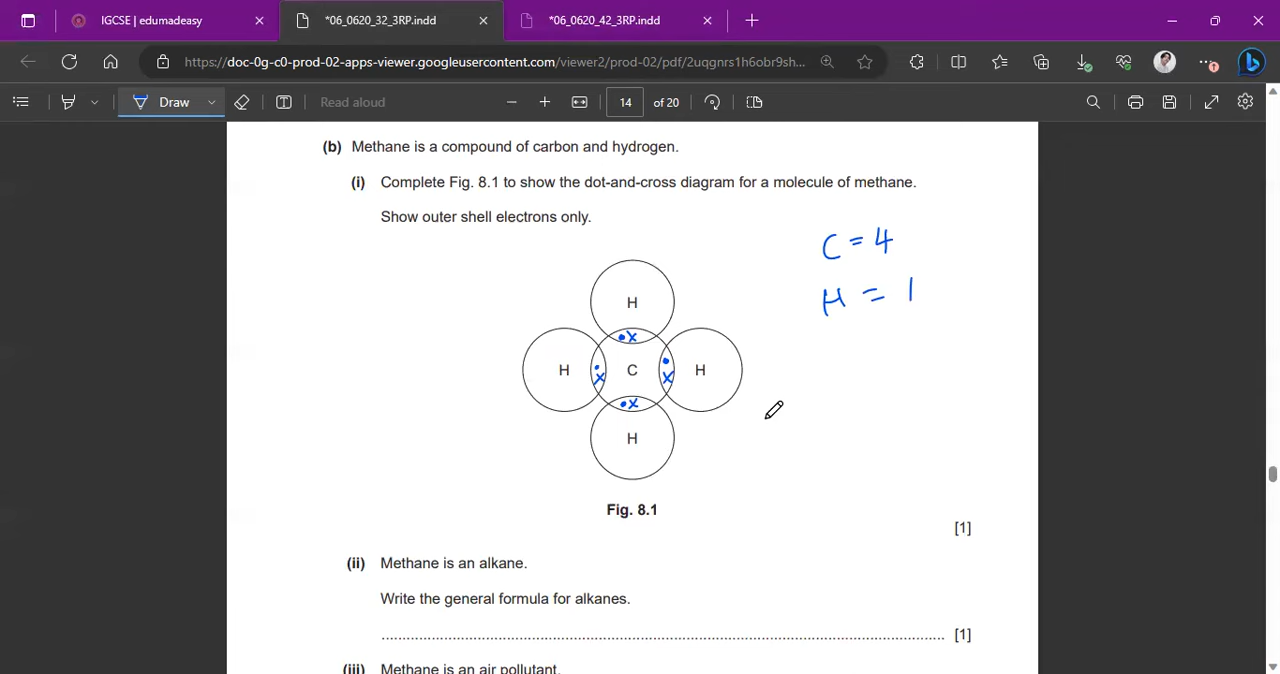 IGCSE | edumadeasy
*06_0620_32_3RP.indd
*06_0620_42_3RP.indd
https://doc-0g-c0-prod-02-apps-viewer.googleusercontent.com/viewer2/prod-02/pdf/2uqgnrs1h6obr9sh...
Draw
Read aloud
14 of 20
(b) Methane is a compound of carbon and hydrogen.
(i) Complete Fig. 8.1 to show the dot-and-cross diagram for a molecule of methane.
Show outer shell electrons only.
C = 4
H = 1
H
•x
H •x C •x H
•x
H
Fig. 8.1
[1]
(ii) Methane is an alkane.
Write the general formula for alkanes.
...................................................................................................................................... [1]
(iii) Methane is an air pollutant.